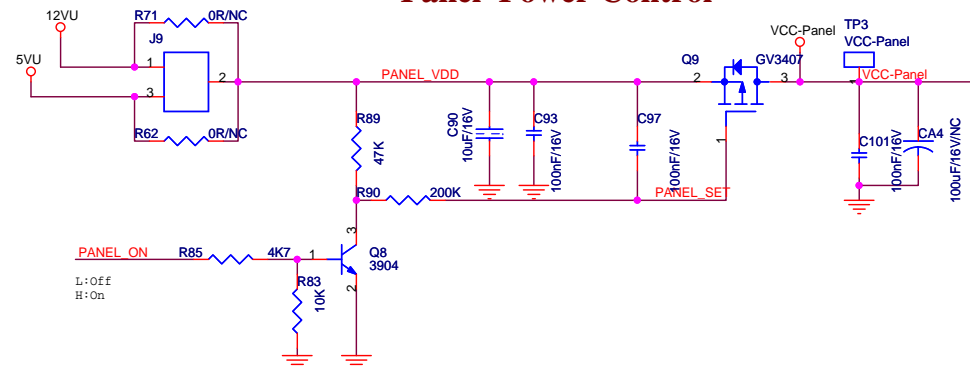 Panel Power Control
12VU
R71
0R/NC
VCC-Panel
TP3
VCC-Panel
J9
5VU
1
2
3
PANEL_VDD
Q9
2
GV3407
3
1
VCC-Panel
R62
0R/NC
R89
47K
C90
10uF/16V
C93
100nF/16V
C97
100nF/16V
1
C101
100nF/16V
CA4
100uF/16V/NC
R90
200K
PANEL_SET
3
PANEL_ON
R85
4K7
1
Q8
3904
L:Off
H:On
R83
10K
2